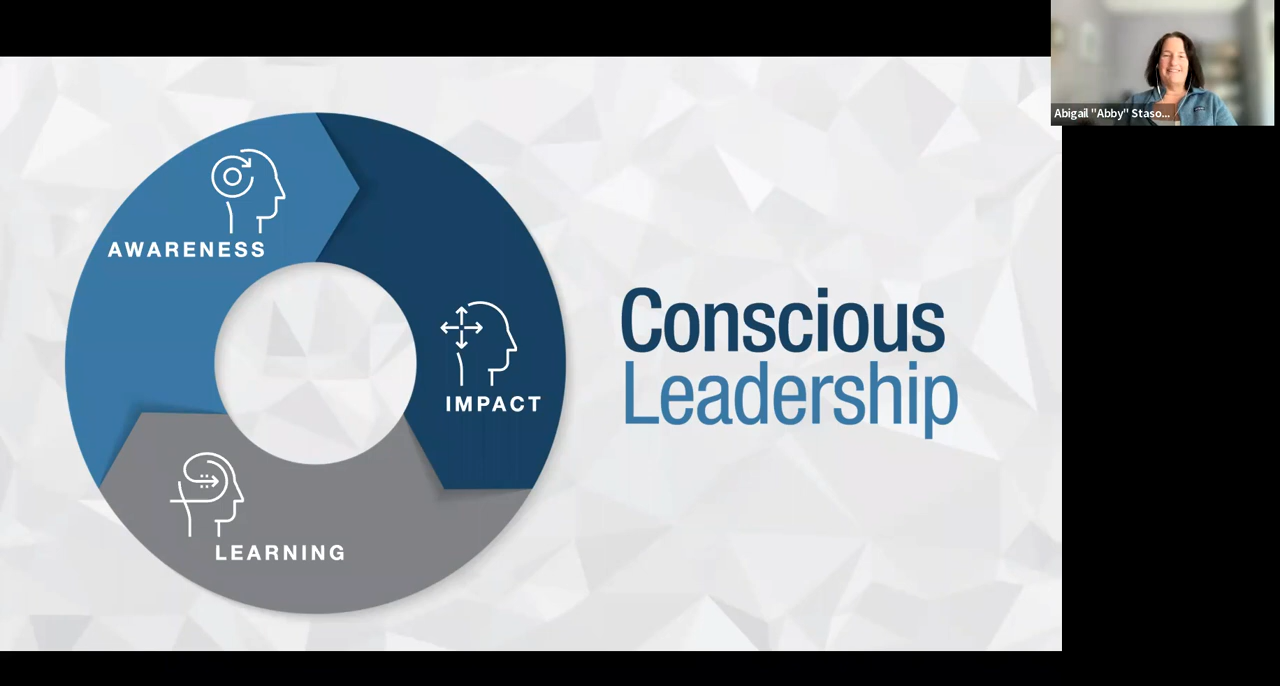 Abigail "Abby" Staso...
AWARENESS
Conscious
Leadership
IMPACT
LEARNING